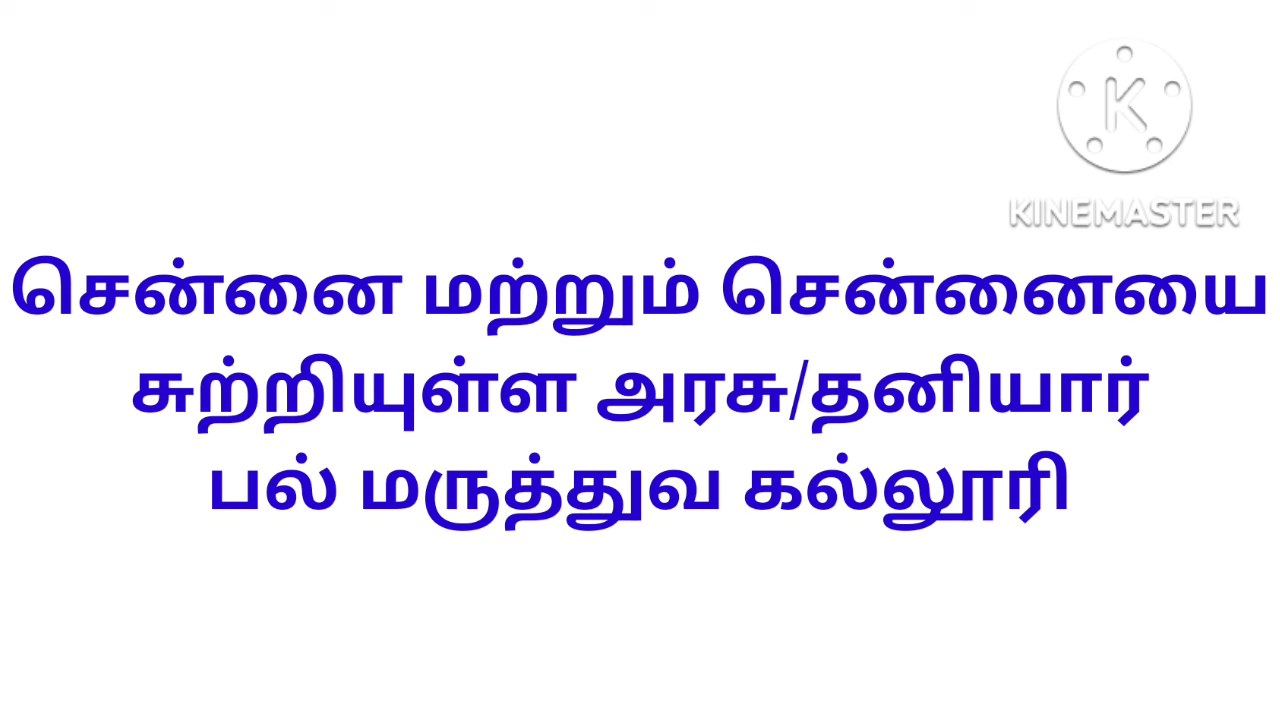 KINEMASTER
சென்னை மற்றும் சென்னையை
சுற்றியுள்ள அரசு/தனியார்
பல் மருத்துவ கல்லூரி